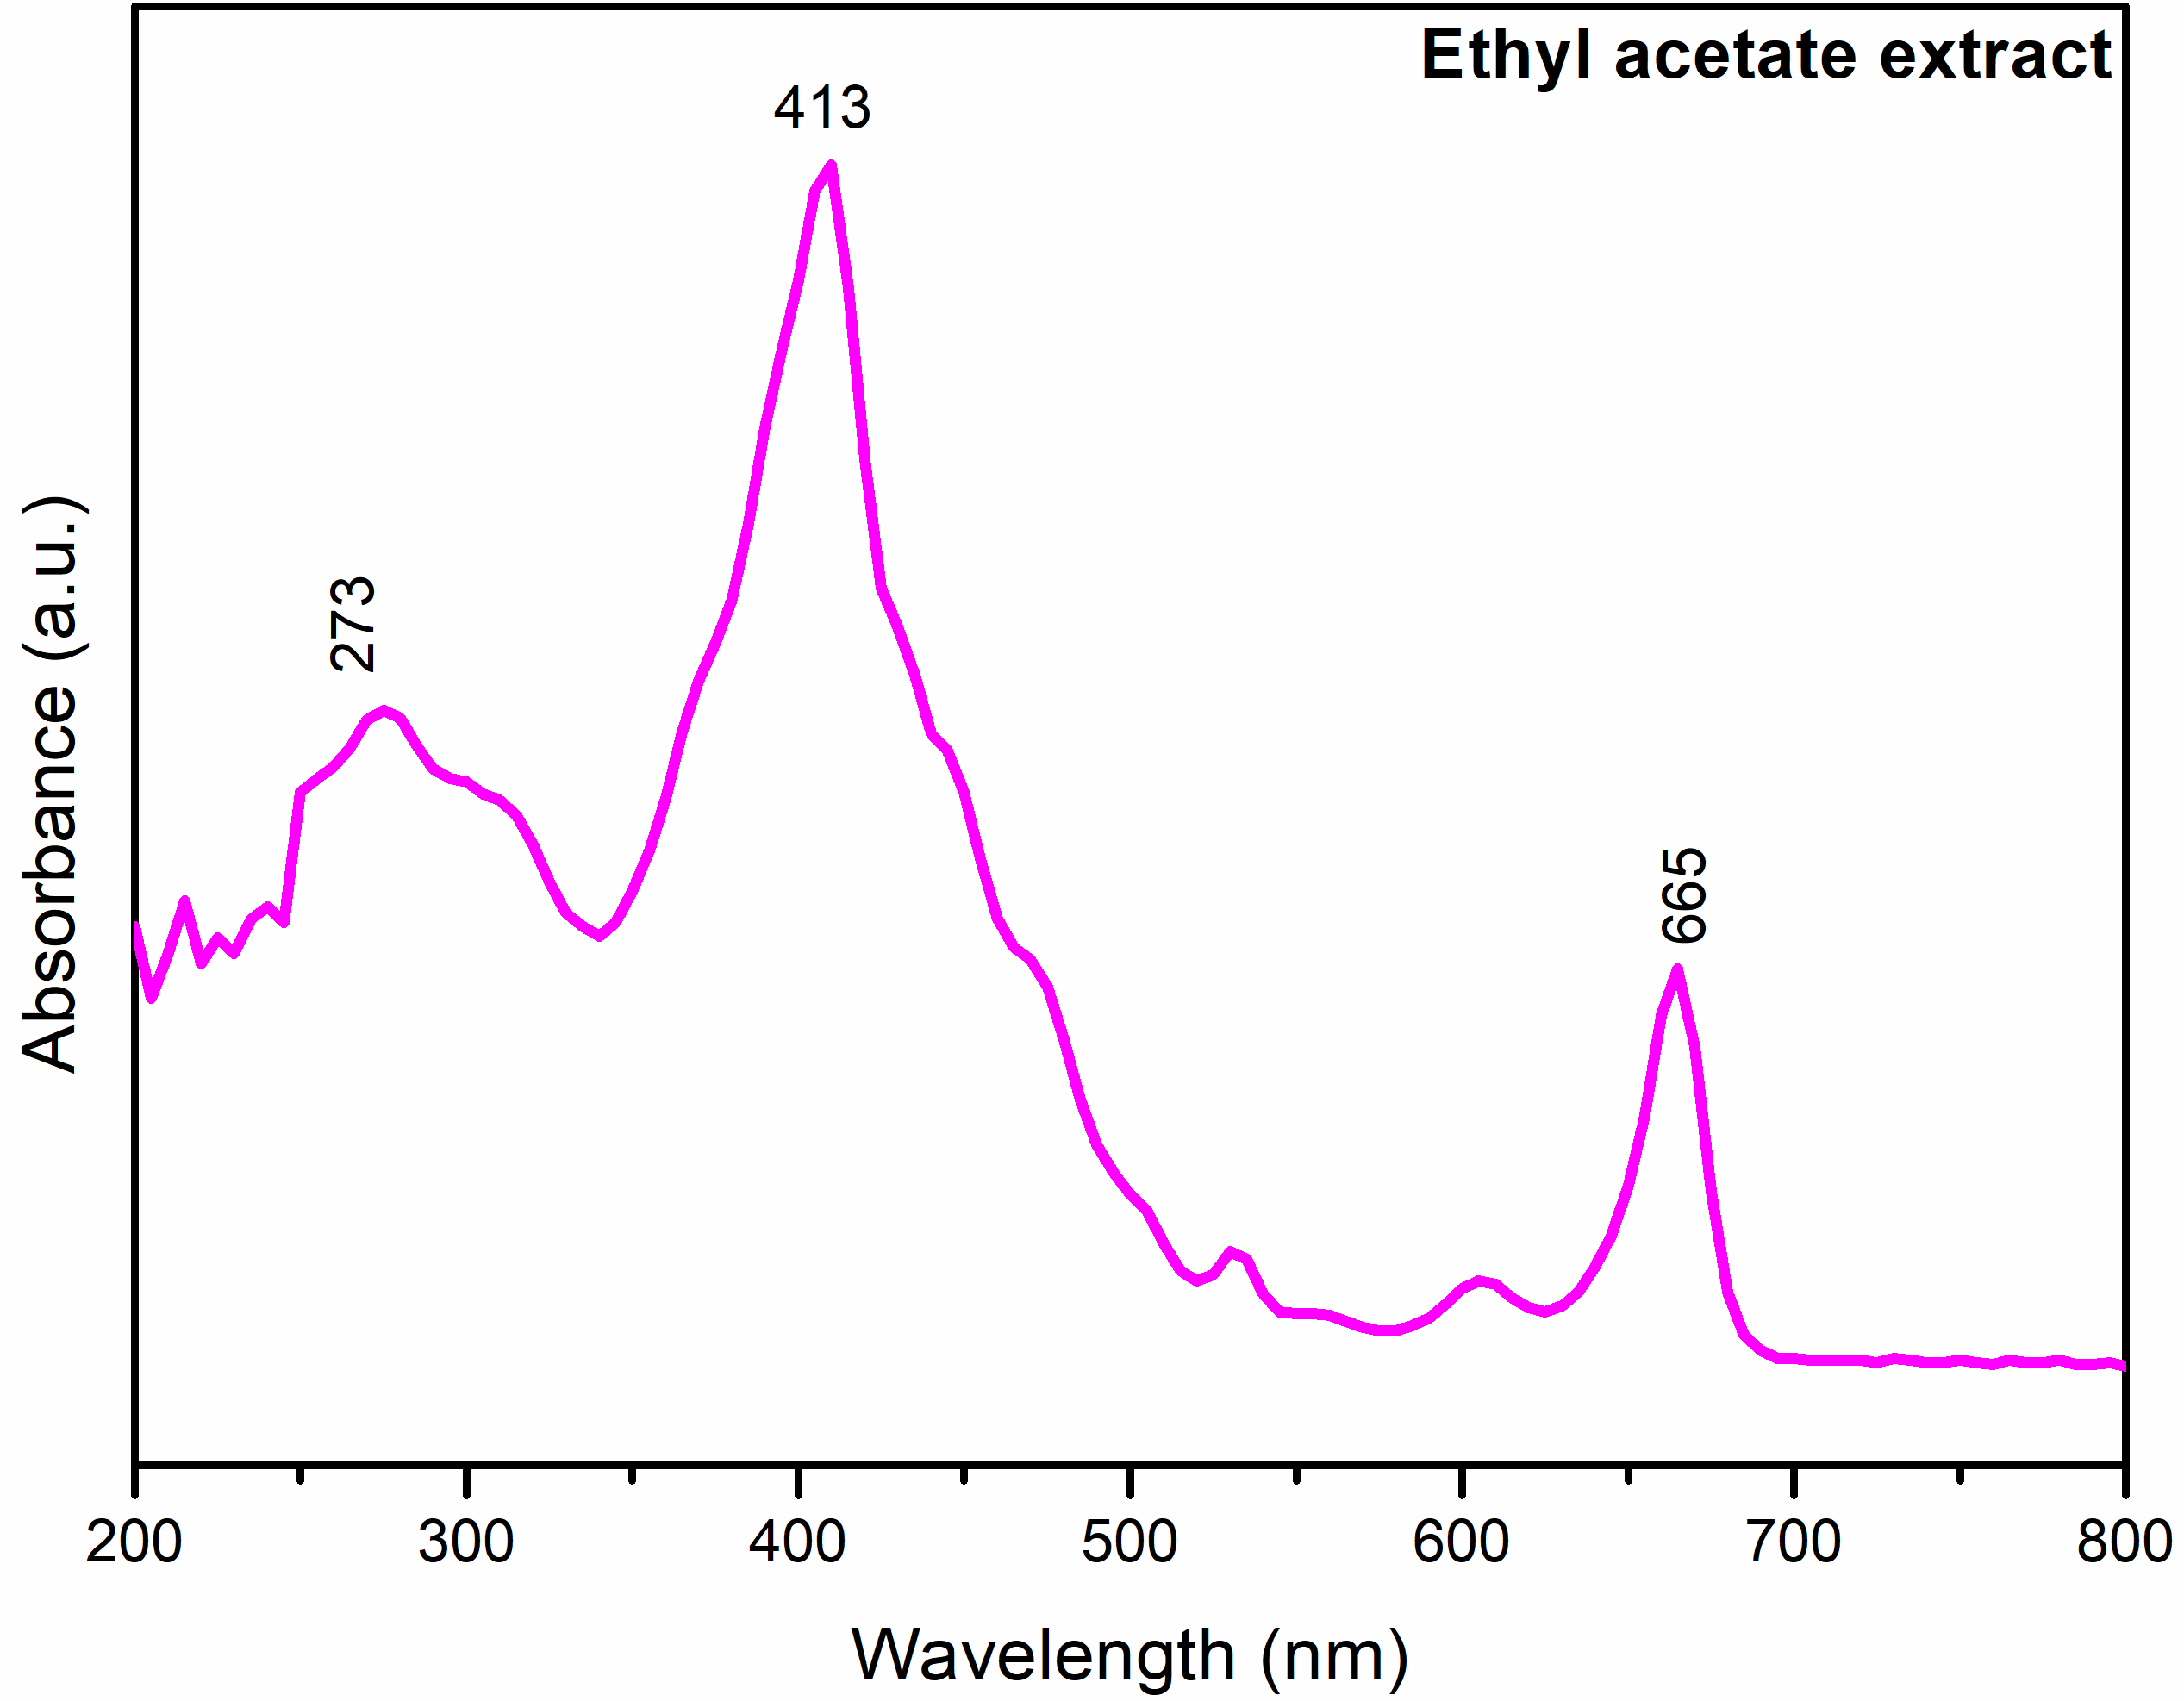 Ethyl acetate extract
413
273
665
Absorbance (a.u.)
200 300 400 500 600 700 800
Wavelength (nm)